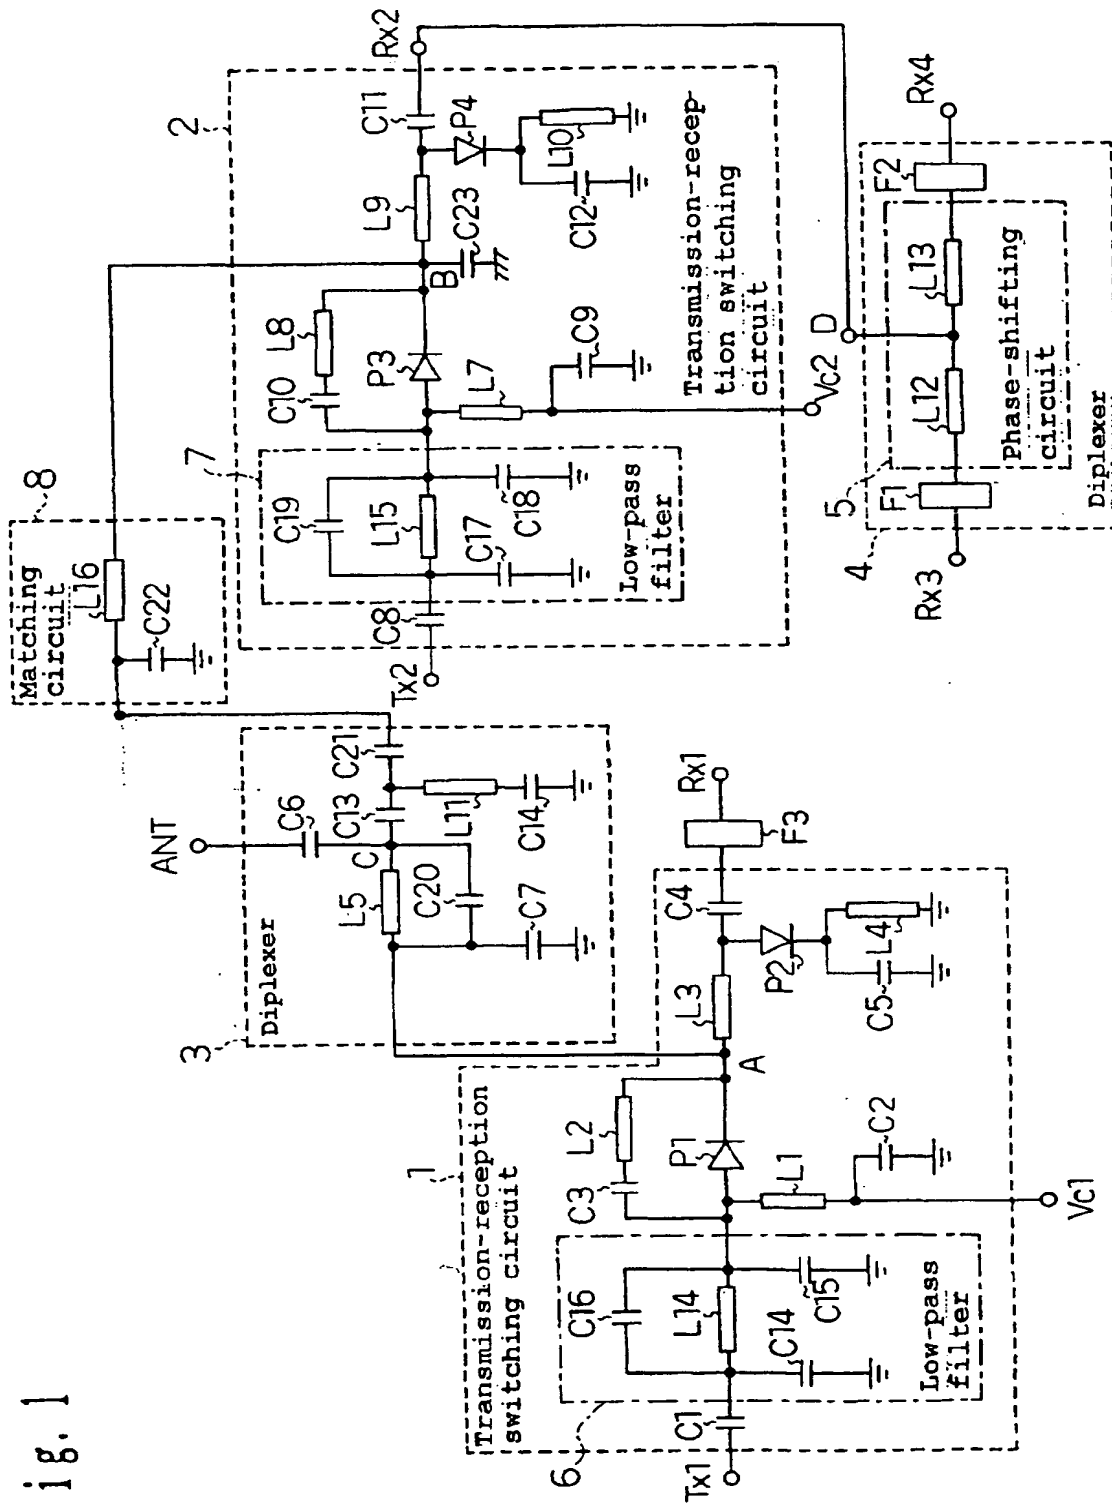 ig. 1
ANT
8
Matching
circuit
L16
C22
2
Rx2
3
Diplexer
C6
C
C13
C21
L5
C20
C7
L11
C14
7
C19
L15
C17
C18
Low-pass
filter
C8
Tx2
C10
L8
P3
L7
C9
B
L9
C23
C11
P4
L10
C12
Transmission-recep-
tion switching
circuit
Vc2
1
Transmission-reception
switching circuit
6
C16
L14
C14
C15
Low-pass
filter
C1
Tx1
C3
L2
P1
L1
C2
Vc1
A
L3
C4
P2
C5
L4
F3
Rx1
4
5
D
F1
L12
L13
F2
Phase-shifting
circuit
Diplexer
Rx3
Rx4